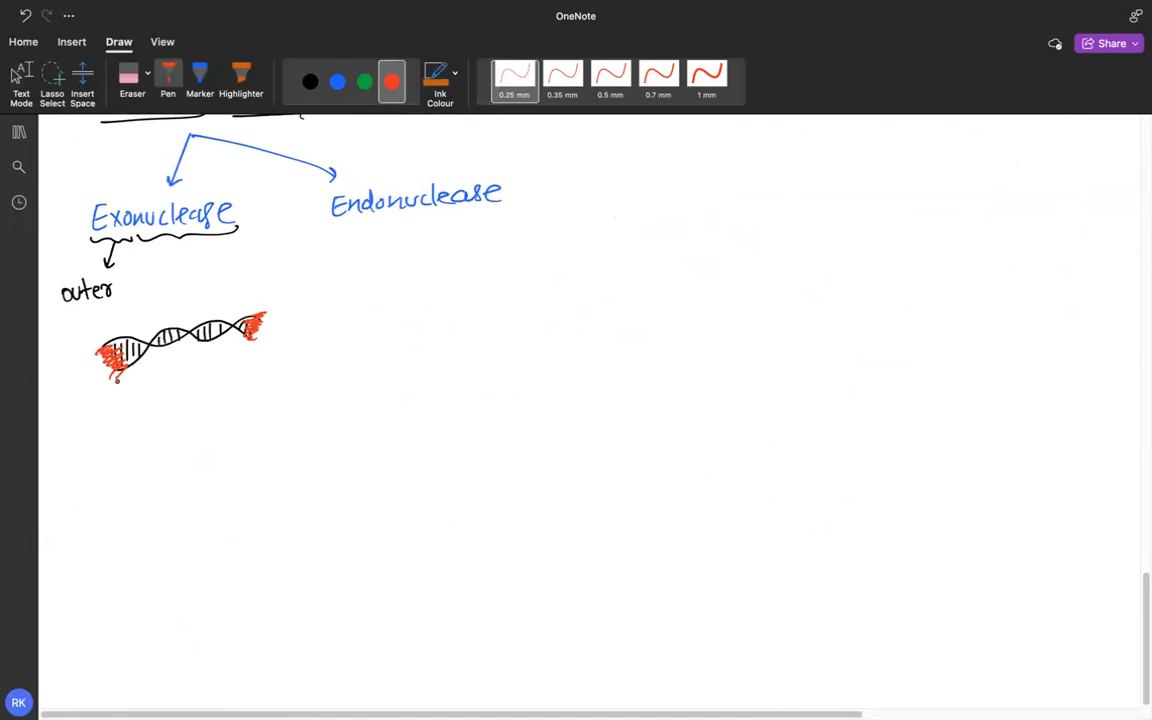 OneNote
Home Insert Draw View
Share
Text Mode
Lasso Select
Insert Space
Eraser
Pen
Marker
Highlighter
Ink Colour
0.25 mm
0.35 mm
0.5 mm
0.7 mm
1 mm
Exonuclease
Endonuclease
outer
RK